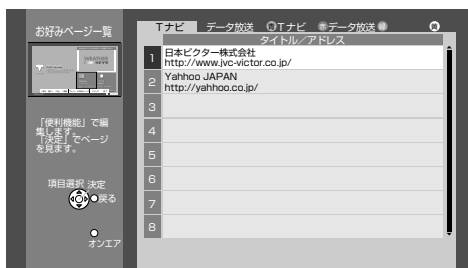 お好みページ一覧
Tナビ データ放送 Tナビ データ放送
タイトル／アドレス
1 日本ビクター株式会社
http://www.jvc-victor.co.jp/
2 Yahhoo JAPAN
http://yahhoo.co.jp/
3
4
5
6
7
8
WEATHER
「便利機能」で編
集します。
「決定」でページ
を見ます。
項目選択 決定
戻る
オンエア